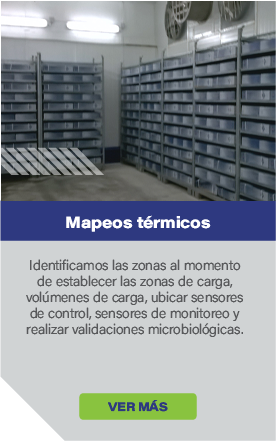 Mapeos térmicos
Identificamos las zonas al momento
de establecer las zonas de carga,
volúmenes de carga, ubicar sensores
de control, sensores de monitoreo y
realizar validaciones microbiológicas.
VER MÁS